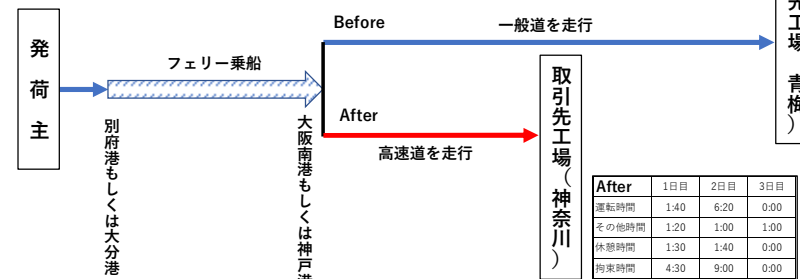 発荷主
フェリー乗船
別府港もしくは大分港
大阪南港もしくは神戸港
Before
一般道を走行
After
高速道を走行
取引先工場(神奈川)
先工場 青梅)
After 1日目 2日目 3日目
運転時間 1:40 6:20 0:00
その他時間 1:20 1:00 1:00
休憩時間 1:30 1:40 0:00
拘束時間 4:30 9:00 0:00